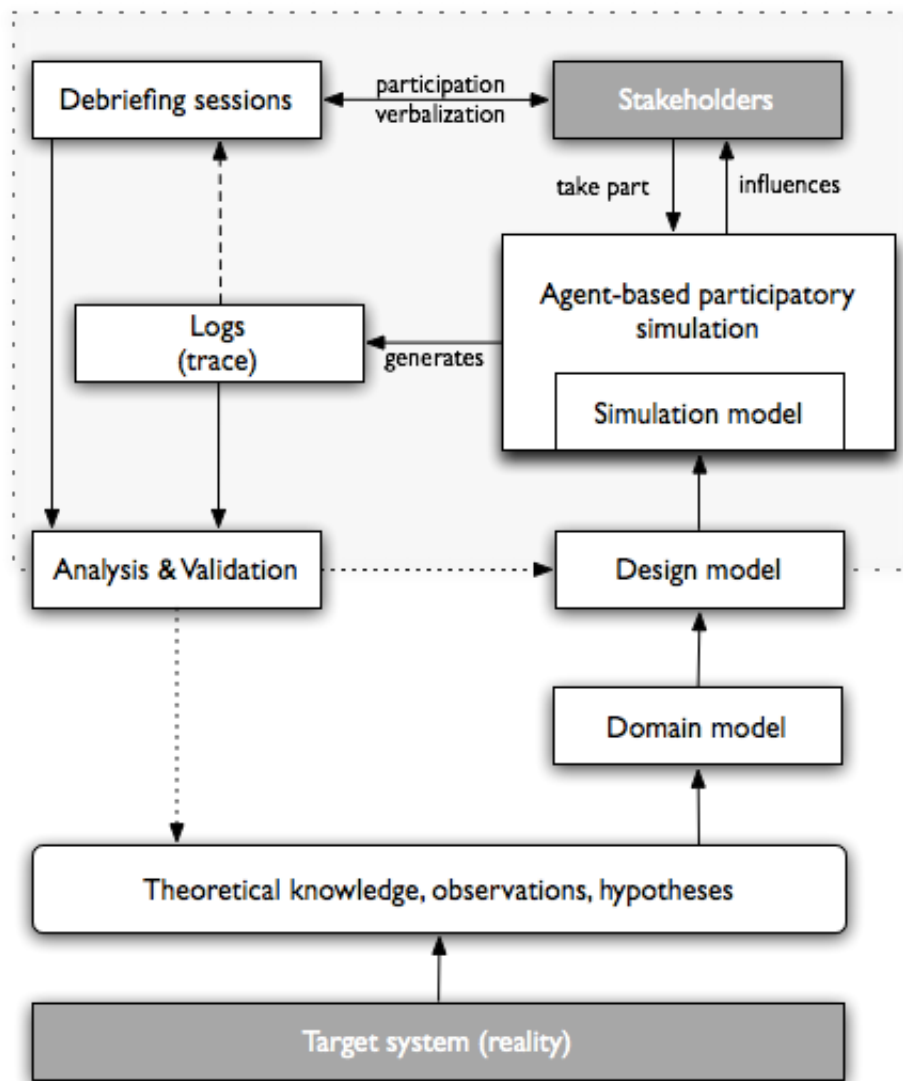 Debriefing sessions
participation
verbalization
Stakeholders
take part
influences
Agent-based participatory
simulation
Logs
(trace)
generates
Simulation model
Analysis & Validation
Design model
Domain model
Theoretical knowledge, observations, hypotheses
Target system (reality)